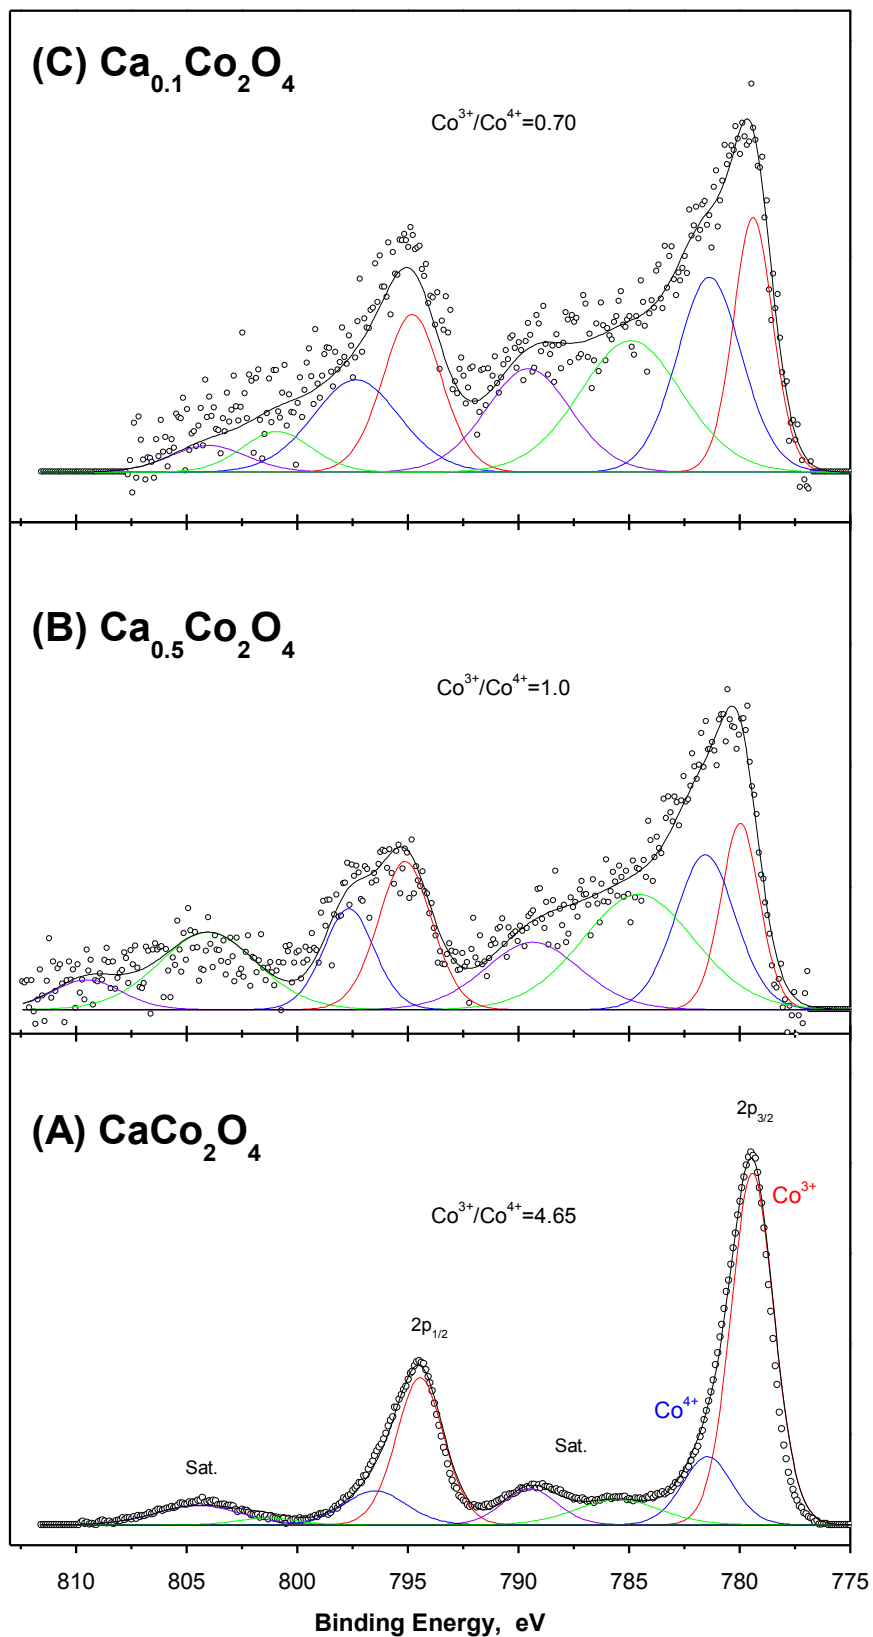 (C) Ca0.1Co2O4
Co3+/Co4+=0.70
(B) Ca0.5Co2O4
Co3+/Co4+=1.0
(A) CaCo2O4
2p3/2
Co3+
Co3+/Co4+=4.65
2p1/2
Co4+
Sat.
Sat.
810 805 800 795 790 785 780 775
Binding Energy, eV